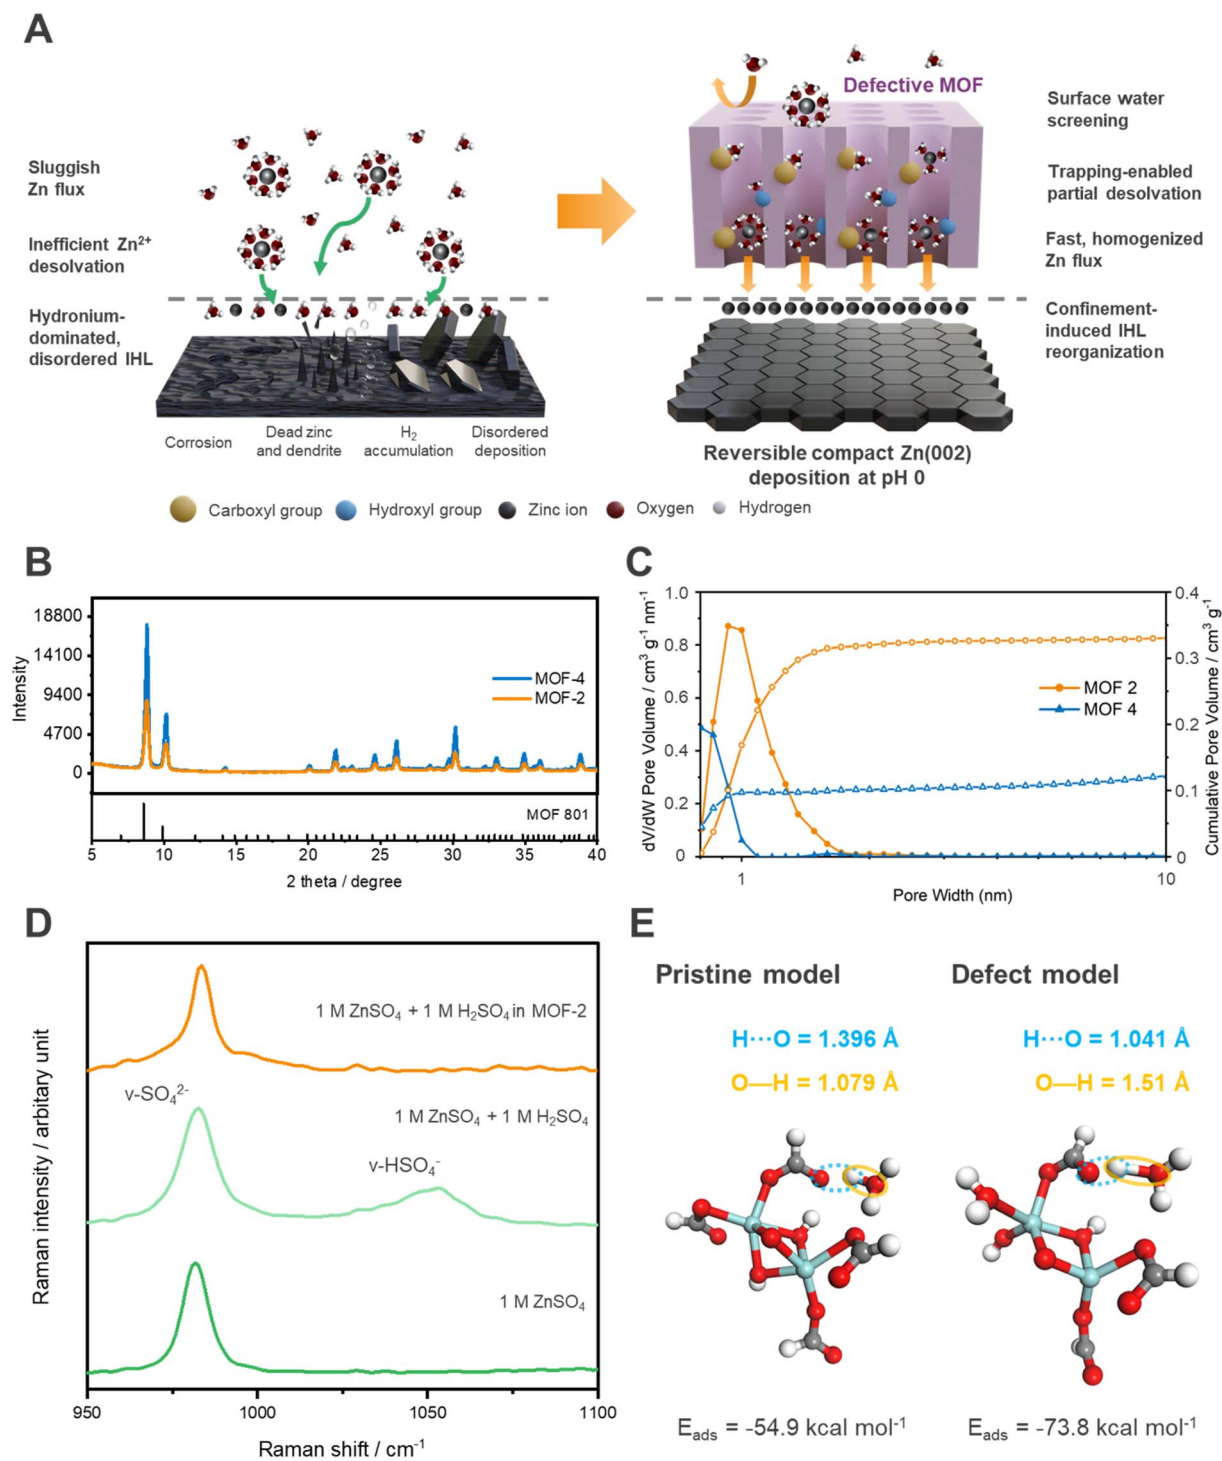 A
Sluggish
Zn flux
Inefficient Zn²⁺
desolvation
Hydronium-
dominated,
disordered IHL
Corrosion
Dead zinc
and dendrite
H₂
accumulation
Disordered
deposition
Defective MOF
Surface water
screening
Trapping-enabled
partial desolvation
Fast, homogenized
Zn flux
Confinement-
induced IHL
reorganization
Reversible compact Zn(002)
deposition at pH 0
Carboxyl group
Hydroxyl group
Zinc ion
Oxygen
Hydrogen
B
Intensity
18800
14100
9400
4700
0
MOF-4
MOF-2
MOF 801
5 10 15 20 25 30 35 40
2 theta / degree
C
dV/dW Pore Volume / cm³ g⁻¹ nm⁻¹
1.0
0.8
0.6
0.4
0.2
0
MOF 2
MOF 4
0.4
0.3
0.2
0.1
0
Cumulative Pore Volume / cm³ g⁻¹
1 10
Pore Width (nm)
D
Raman intensity / arbitary unit
1 M ZnSO₄ + 1 M H₂SO₄ in MOF-2
v-SO₄²⁻
1 M ZnSO₄ + 1 M H₂SO₄
v-HSO₄⁻
1 M ZnSO₄
950 1000 1050 1100
Raman shift / cm⁻¹
E
Pristine model
H···O = 1.396 Å
O—H = 1.079 Å
Eads = -54.9 kcal mol⁻¹
Defect model
H···O = 1.041 Å
O—H = 1.51 Å
Eads = -73.8 kcal mol⁻¹